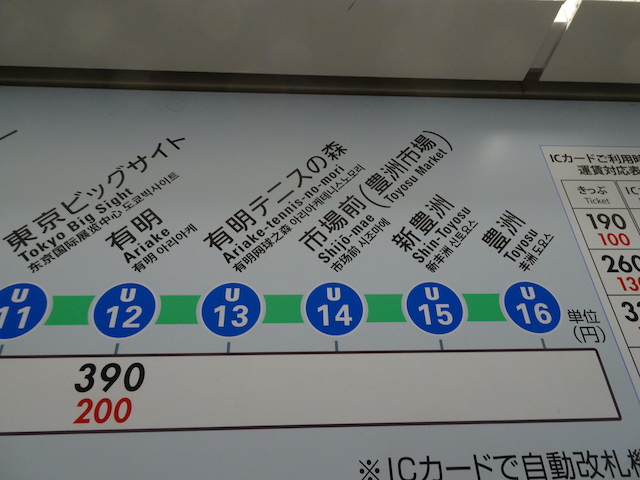 東京ビッグサイト
Tokyo Big Sight
东京国际展览中心 도쿄 빅 사이트
有明
Ariake
有明 아리아케
有明テニスの森
Ariake-tennis-no-mori
有明网球之森 아리아케테니스노모리
市場前(豊洲市場)
Shijō-mae Toyosu Market
市场前 시조마에
新豊洲
Shin-Toyosu
新丰洲 신토요스
豊洲
Toyosu
丰洲 도요스
U 11
U 12
U 13
U 14
U 15
U 16
単位
(円)
390
200
ICカードご利用時
運賃対応表
きっぷ
Ticket
190
100
260
※ICカードで自動改札機